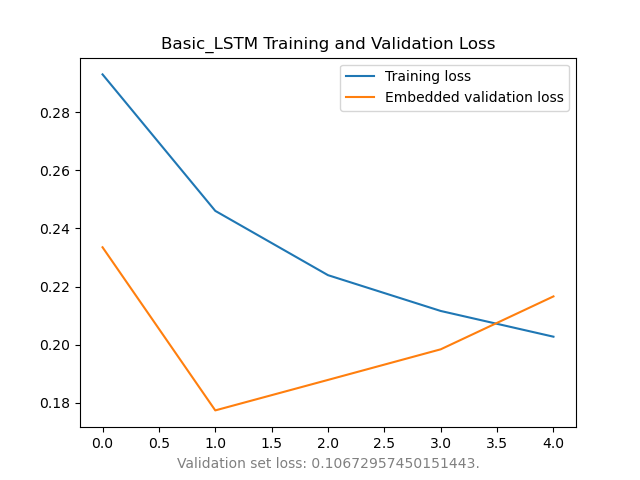 Basic_LSTM Training and Validation Loss
Training loss
Embedded validation loss
0.28
0.26
0.24
0.22
0.20
0.18
0.0 0.5 1.0 1.5 2.0 2.5 3.0 3.5 4.0
Validation set loss: 0.10672957450151443.